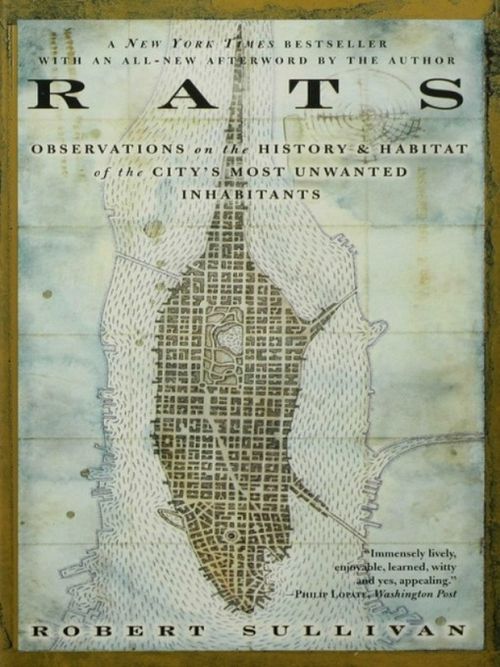 A NEW YORK TIMES BESTSELLER
WITH AN ALL-NEW AFTERWORD BY THE AUTHOR
RATS
OBSERVATIONS on the HISTORY & HABITAT
of the CITY'S MOST UNWANTED
INHABITANTS
"Immensely lively,
enjoyable, learned, witty
and yes, appealing."
—PHILIP LOPATE, Washington Post
ROBERT SULLIVAN